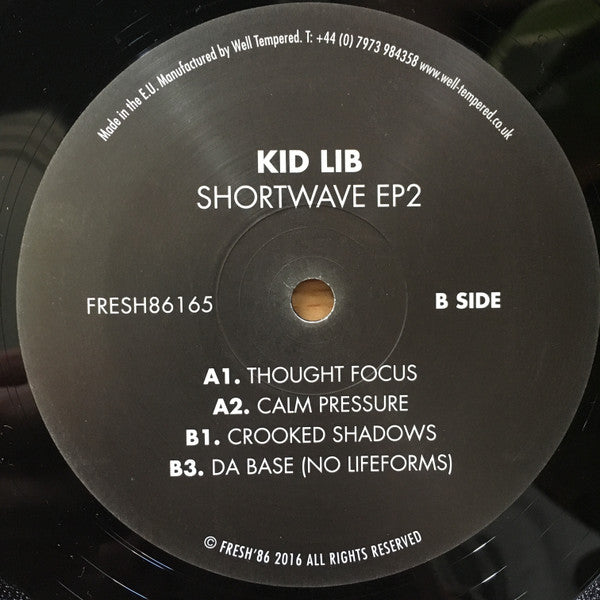 Made in the E.U. Manufactured by Well Tempered. T: +44 (0) 7973 984358 www.well-tempered.co.uk
KID LIB
SHORTWAVE EP2
FRESH86165
B SIDE
A1. THOUGHT FOCUS
A2. CALM PRESSURE
B1. CROOKED SHADOWS
B3. DA BASE (NO LIFEFORMS)
© FRESH'86 2016 ALL RIGHTS RESERVED